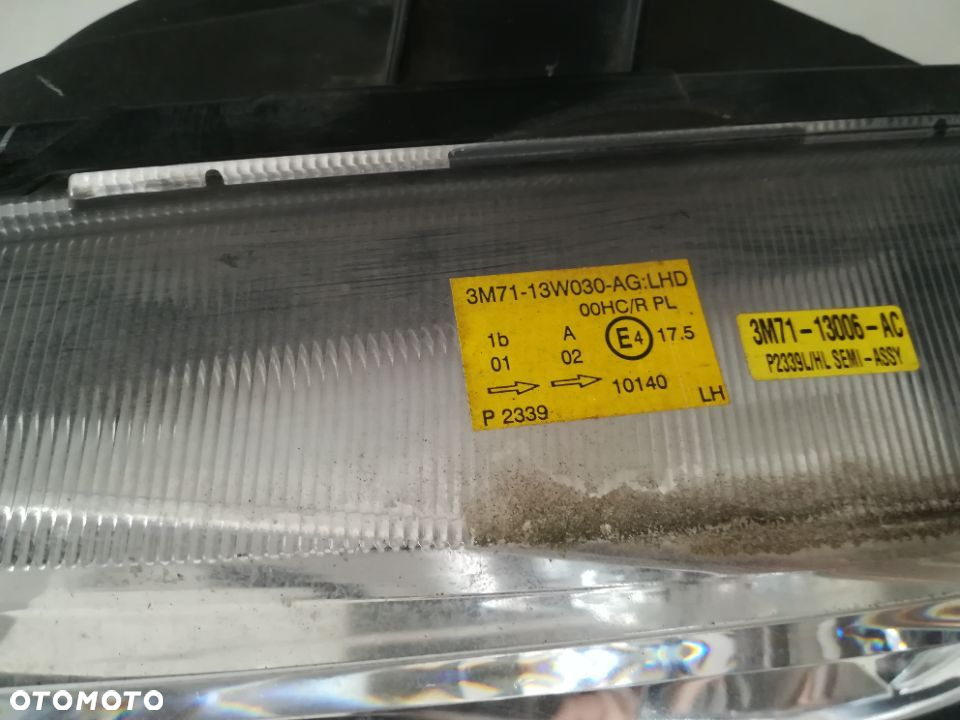 3M71-13W030-AG:LHD
00HC/R PL
1b A E4 17.5
01 02
10140
P 2339 LH
3M71-13006-AC
P2339L/HL SEMI-ASSY
OTOMOTO